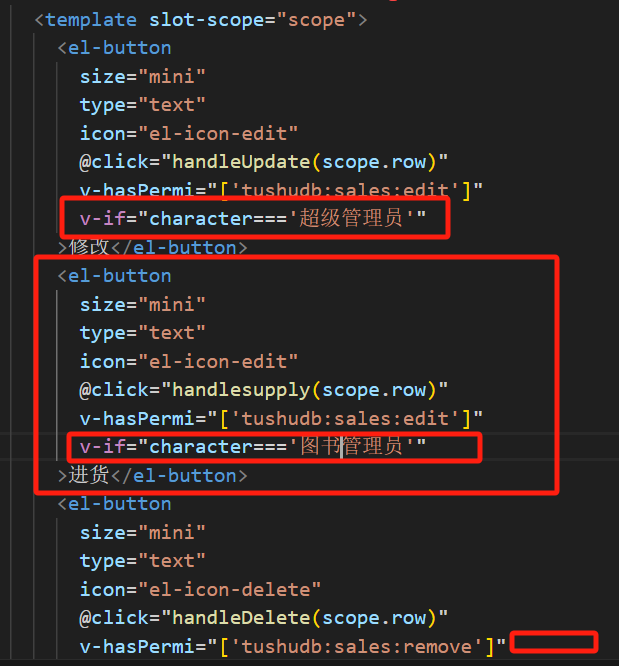 <template slot-scope="scope">
<el-button
size="mini"
type="text"
icon="el-icon-edit"
@click="handleUpdate(scope.row)"
v-hasPermi="['tushudb:sales:edit']"
v-if="character==='超级管理员'"
>修改</el-button>
<el-button
size="mini"
type="text"
icon="el-icon-edit"
@click="handlesupply(scope.row)"
v-hasPermi="['tushudb:sales:edit']"
v-if="character==='图书管理员'"
>进货</el-button>
<el-button
size="mini"
type="text"
icon="el-icon-delete"
@click="handleDelete(scope.row)"
v-hasPermi="['tushudb:sales:remove']"